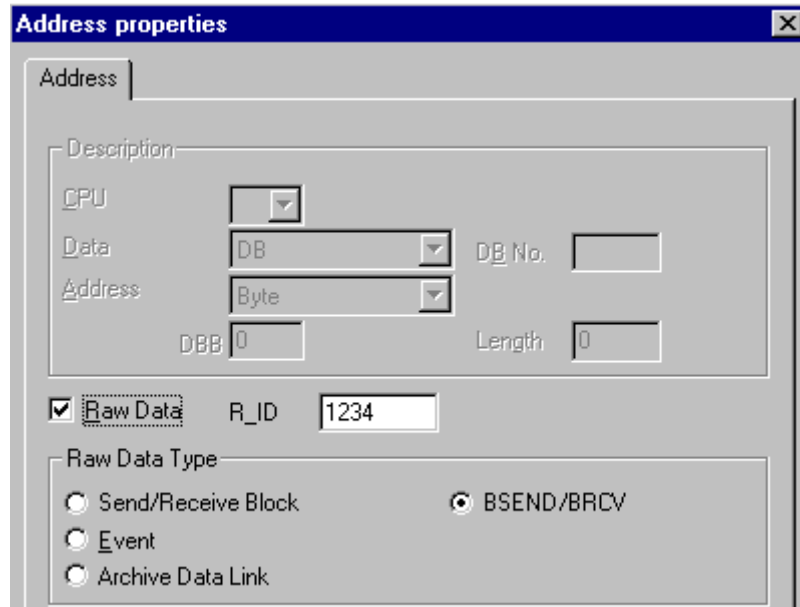 Address properties
Address
Description
CPU
Data DB DB No.
Address Byte
DBB 0 Length 0
Raw Data R_ID 1234
Raw Data Type
Send/Receive Block BSEND/BRCV
Event
Archive Data Link